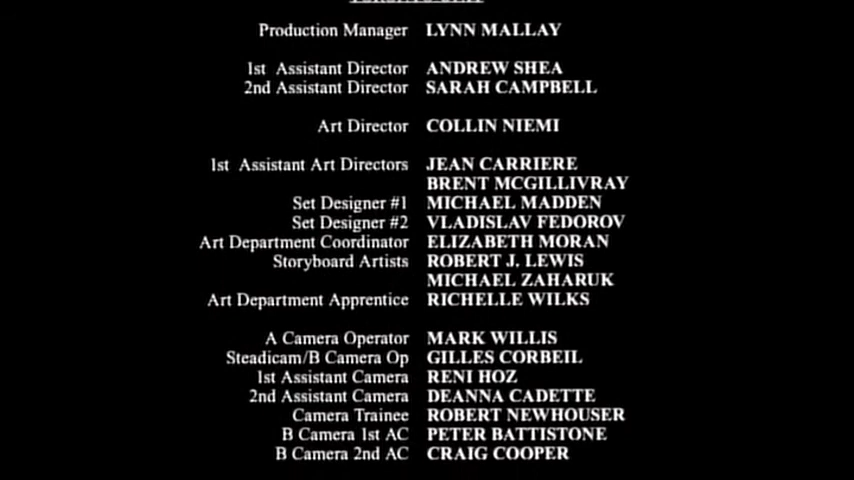 Production Manager LYNN MALLAY
1st Assistant Director ANDREW SHEA
2nd Assistant Director SARAH CAMPBELL
Art Director COLLIN NIEMI
1st Assistant Art Directors JEAN CARRIERE
BRENT MCGILLIVRAY
Set Designer #1 MICHAEL MADDEN
Set Designer #2 VLADISLAV FEDOROV
Art Department Coordinator ELIZABETH MORAN
Storyboard Artists ROBERT J. LEWIS
MICHAEL ZAHARUK
Art Department Apprentice RICHELLE WILKS
A Camera Operator MARK WILLIS
Steadicam/B Camera Op GILLES CORBEIL
1st Assistant Camera RENI HOZ
2nd Assistant Camera DEANNA CADETTE
Camera Trainee ROBERT NEWHOUSER
B Camera 1st AC PETER BATTISTONE
B Camera 2nd AC CRAIG COOPER